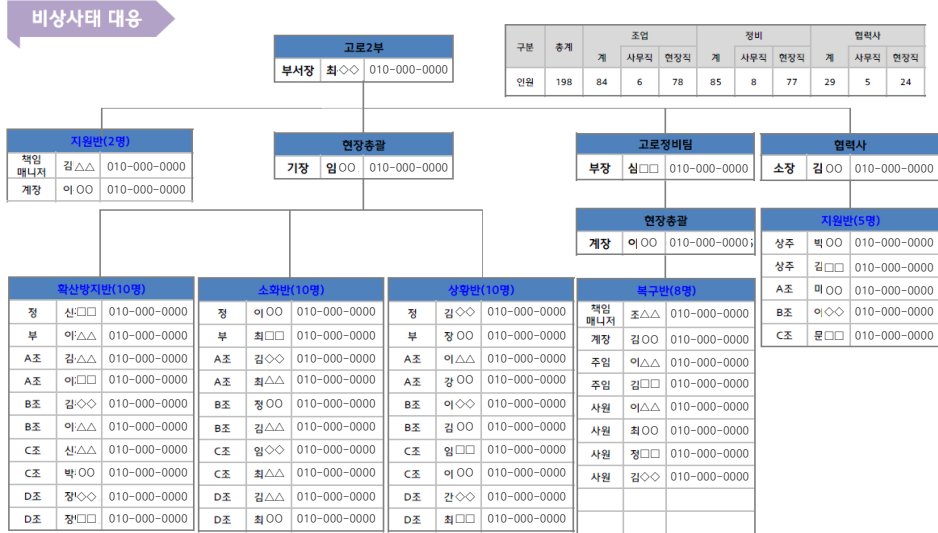 비상사태 대응
고로2부
부서장 최◇◇ 010-000-0000
구분 총계 조업 정비 협력사
계 사무직 현장직 계 사무직 현장직 계 사무직 현장직
인원 198 84 6 78 85 8 77 29 5 24
지원반(2명)
책임
매니저 김△△ 010-000-0000
계장 이OO 010-000-0000
현장총괄
기장 임OO 010-000-0000
고로정비팀
부장 심□□ 010-000-0000
협력사
소장 김OO 010-000-0000
현장총괄
계장 이OO 010-000-0000
지원반(5명)
상주 박OO 010-000-0000
상주 김□□ 010-000-0000
A조 미OO 010-000-0000
B조 이◇◇ 010-000-0000
C조 문□□ 010-000-0000
확산방지반(10명)
정 신□□ 010-000-0000
부 이△△ 010-000-0000
A조 김△△ 010-000-0000
A조 이□□ 010-000-0000
B조 김◇◇ 010-000-0000
B조 이△△ 010-000-0000
C조 신△△ 010-000-0000
C조 박OO 010-000-0000
D조 장◇◇ 010-000-0000
D조 장□□ 010-000-0000
소화반(10명)
정 이OO 010-000-0000
부 최□□ 010-000-0000
A조 김◇◇ 010-000-0000
A조 최△△ 010-000-0000
B조 정OO 010-000-0000
B조 김△△ 010-000-0000
C조 임◇◇ 010-000-0000
C조 최△△ 010-000-0000
D조 김△△ 010-000-0000
D조 최OO 010-000-0000
상황반(10명)
정 김◇◇ 010-000-0000
부 장OO 010-000-0000
A조 이△△ 010-000-0000
A조 강OO 010-000-0000
B조 이◇◇ 010-000-0000
B조 김OO 010-000-0000
C조 임□□ 010-000-0000
C조 이OO 010-000-0000
D조 간◇◇ 010-000-0000
D조 최□□ 010-000-0000
복구반(8명)
책임
매니저 조△△ 010-000-0000
계장 김OO 010-000-0000
주임 이△△ 010-000-0000
주임 김□□ 010-000-0000
사원 이△△ 010-000-0000
사원 최OO 010-000-0000
사원 정□□ 010-000-0000
사원 김◇◇ 010-000-0000